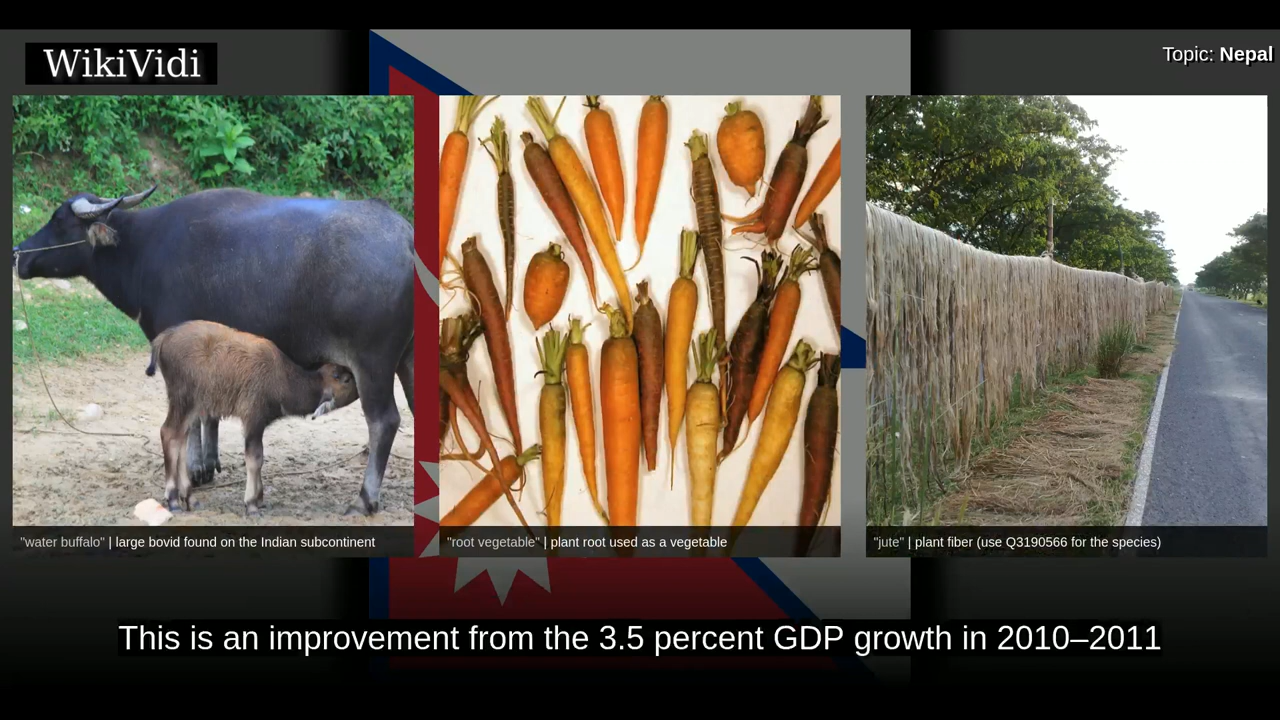 WikiVidi
Topic: Nepal
"water buffalo" | large bovid found on the Indian subcontinent
"root vegetable" | plant root used as a vegetable
"jute" | plant fiber (use Q3190566 for the species)
This is an improvement from the 3.5 percent GDP growth in 2010–2011